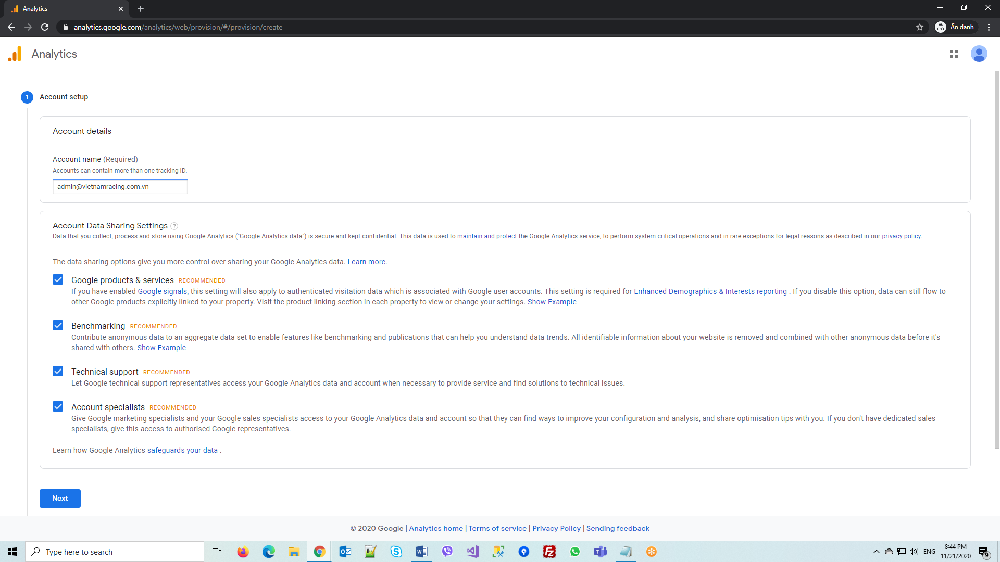 Analytics
analytics.google.com/analytics/web/provision/#/provision/create
Ẩn danh
Analytics
1
Account setup
Account details
Account name (Required)
Accounts can contain more than one tracking ID.
admin@vietnamracing.com.vn
Account Data Sharing Settings ?
Data that you collect, process and store using Google Analytics ("Google Analytics data") is secure and kept confidential. This data is used to maintain and protect the Google Analytics service, to perform system critical operations and in rare exceptions for legal reasons as described in our privacy policy.
The data sharing options give you more control over sharing your Google Analytics data. Learn more.
Google products & services RECOMMENDED
If you have enabled Google signals, this setting will also apply to authenticated visitation data which is associated with Google user accounts. This setting is required for Enhanced Demographics & Interests reporting . If you disable this option, data can still flow to
other Google products explicitly linked to your property. Visit the product linking section in each property to view or change your settings. Show Example
Benchmarking RECOMMENDED
Contribute anonymous data to an aggregate data set to enable features like benchmarking and publications that can help you understand data trends. All identifiable information about your website is removed and combined with other anonymous data before it's
shared with others. Show Example
Technical support RECOMMENDED
Let Google technical support representatives access your Google Analytics data and account when necessary to provide service and find solutions to technical issues.
Account specialists RECOMMENDED
Give Google marketing specialists and your Google sales specialists access to your Google Analytics data and account so that they can find ways to improve your configuration and analysis, and share optimisation tips with you. If you don't have dedicated sales
specialists, give this access to authorised Google representatives.
Learn how Google Analytics safeguards your data .
Next
© 2020 Google | Analytics home | Terms of service | Privacy Policy | Sending feedback
Type here to search
ENG
8:44 PM
11/21/2020
9